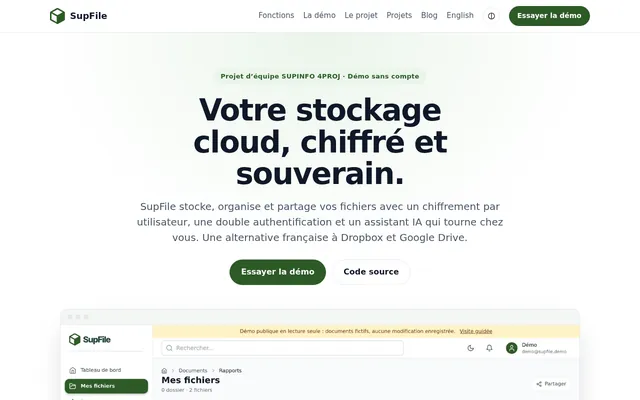 SupFile
Fonctions
La démo
Le projet
Projets
Blog
English
Essayer la démo
Projet d'équipe SUPINFO 4PROJ · Démo sans compte
Votre stockage
cloud, chiffré et
souverain.
SupFile stocke, organise et partage vos fichiers avec un chiffrement par
utilisateur, une double authentification et un assistant IA qui tourne chez
vous. Une alternative française à Dropbox et Google Drive.
Essayer la démo
Code source
SupFile
Démo publique en lecture seule : documents fictifs, aucune modification enregistrée. Visite guidée
Rechercher...
Démo
demo@supfile.demo
Tableau de bord
Mes fichiers
Documents
Rapports
Mes fichiers
0 dossier · 2 fichiers
Partager